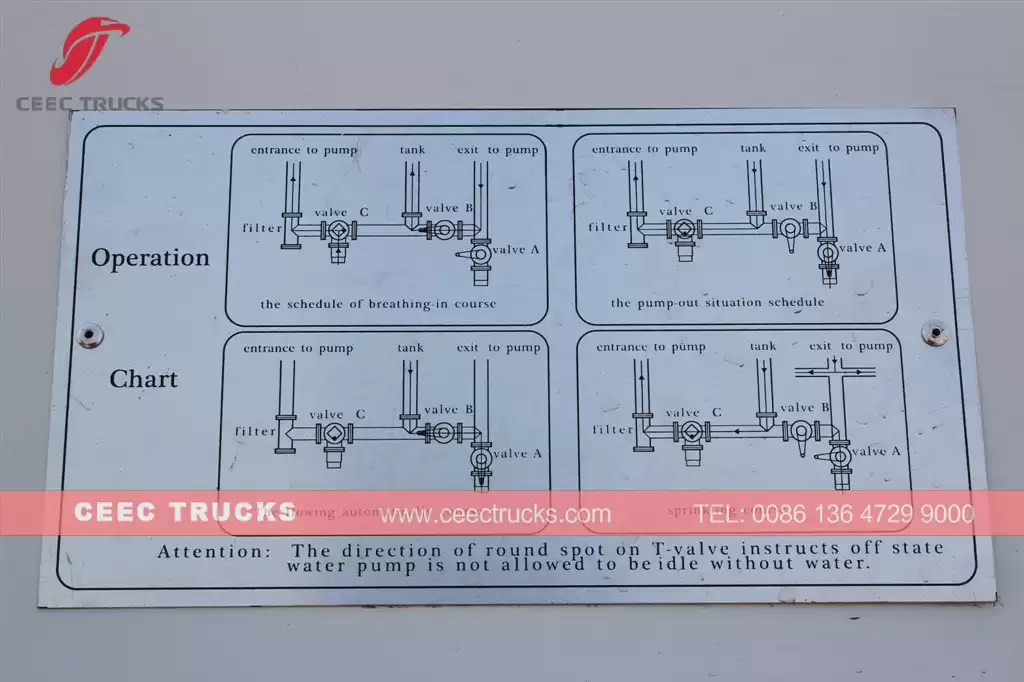 CEEC TRUCKS
entrance to pump tank exit to pump
valve C valve B
filter
valve A
the schedule of breathing in course
entrance to pump tank exit to pump
valve C valve B
filter
valve A
the pump-out situation schedule
Operation
Chart
entrance to pump tank exit to pump
valve C valve B
filter
valve A
entrance to pump tank exit to pump
valve C valve B
filter
valve A
CEEC TRUCKS www.ceectrucks.com TEL: 0086 136 4729 9000
Attention: The direction of round spot on T-valve instructs off state
water pump is not allowed to be idle without water.